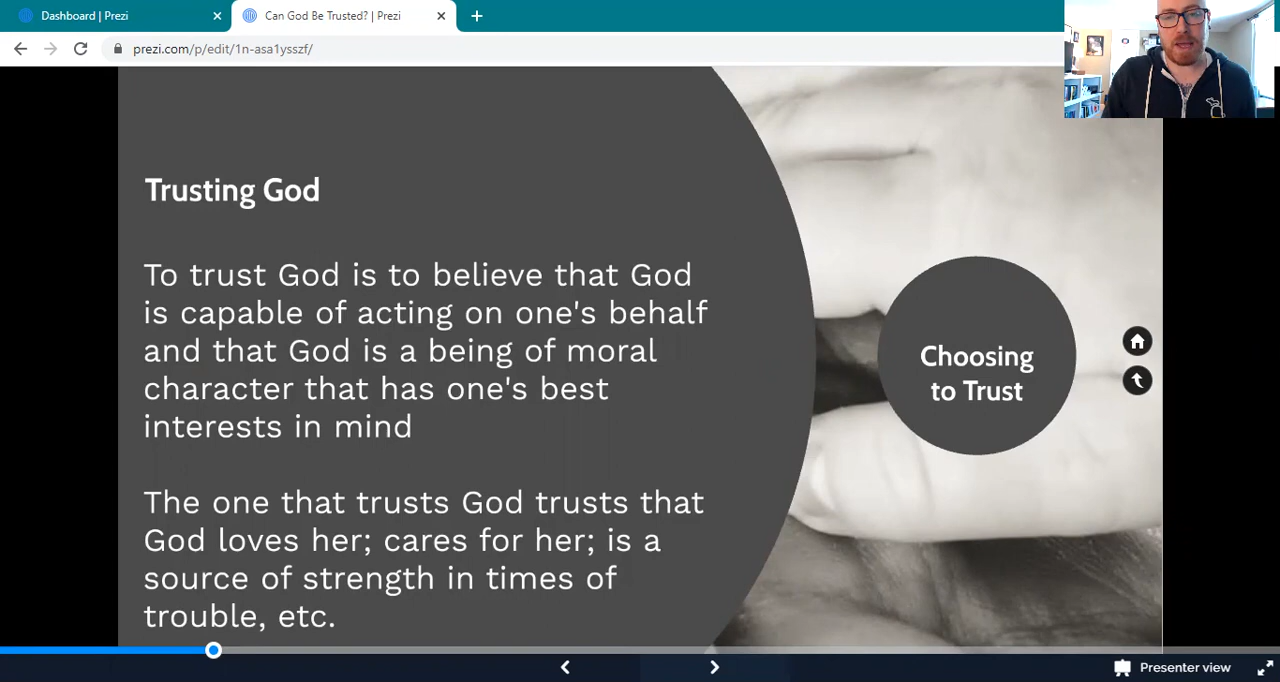 Dashboard | Prezi
Can God Be Trusted? | Prezi
prezi.com/p/edit/1n-asa1ysszf/
Trusting God
To trust God is to believe that God
is capable of acting on one's behalf
and that God is a being of moral
character that has one's best
interests in mind
The one that trusts God trusts that
God loves her; cares for her; is a
source of strength in times of
trouble, etc.
Choosing
to Trust
Presenter view